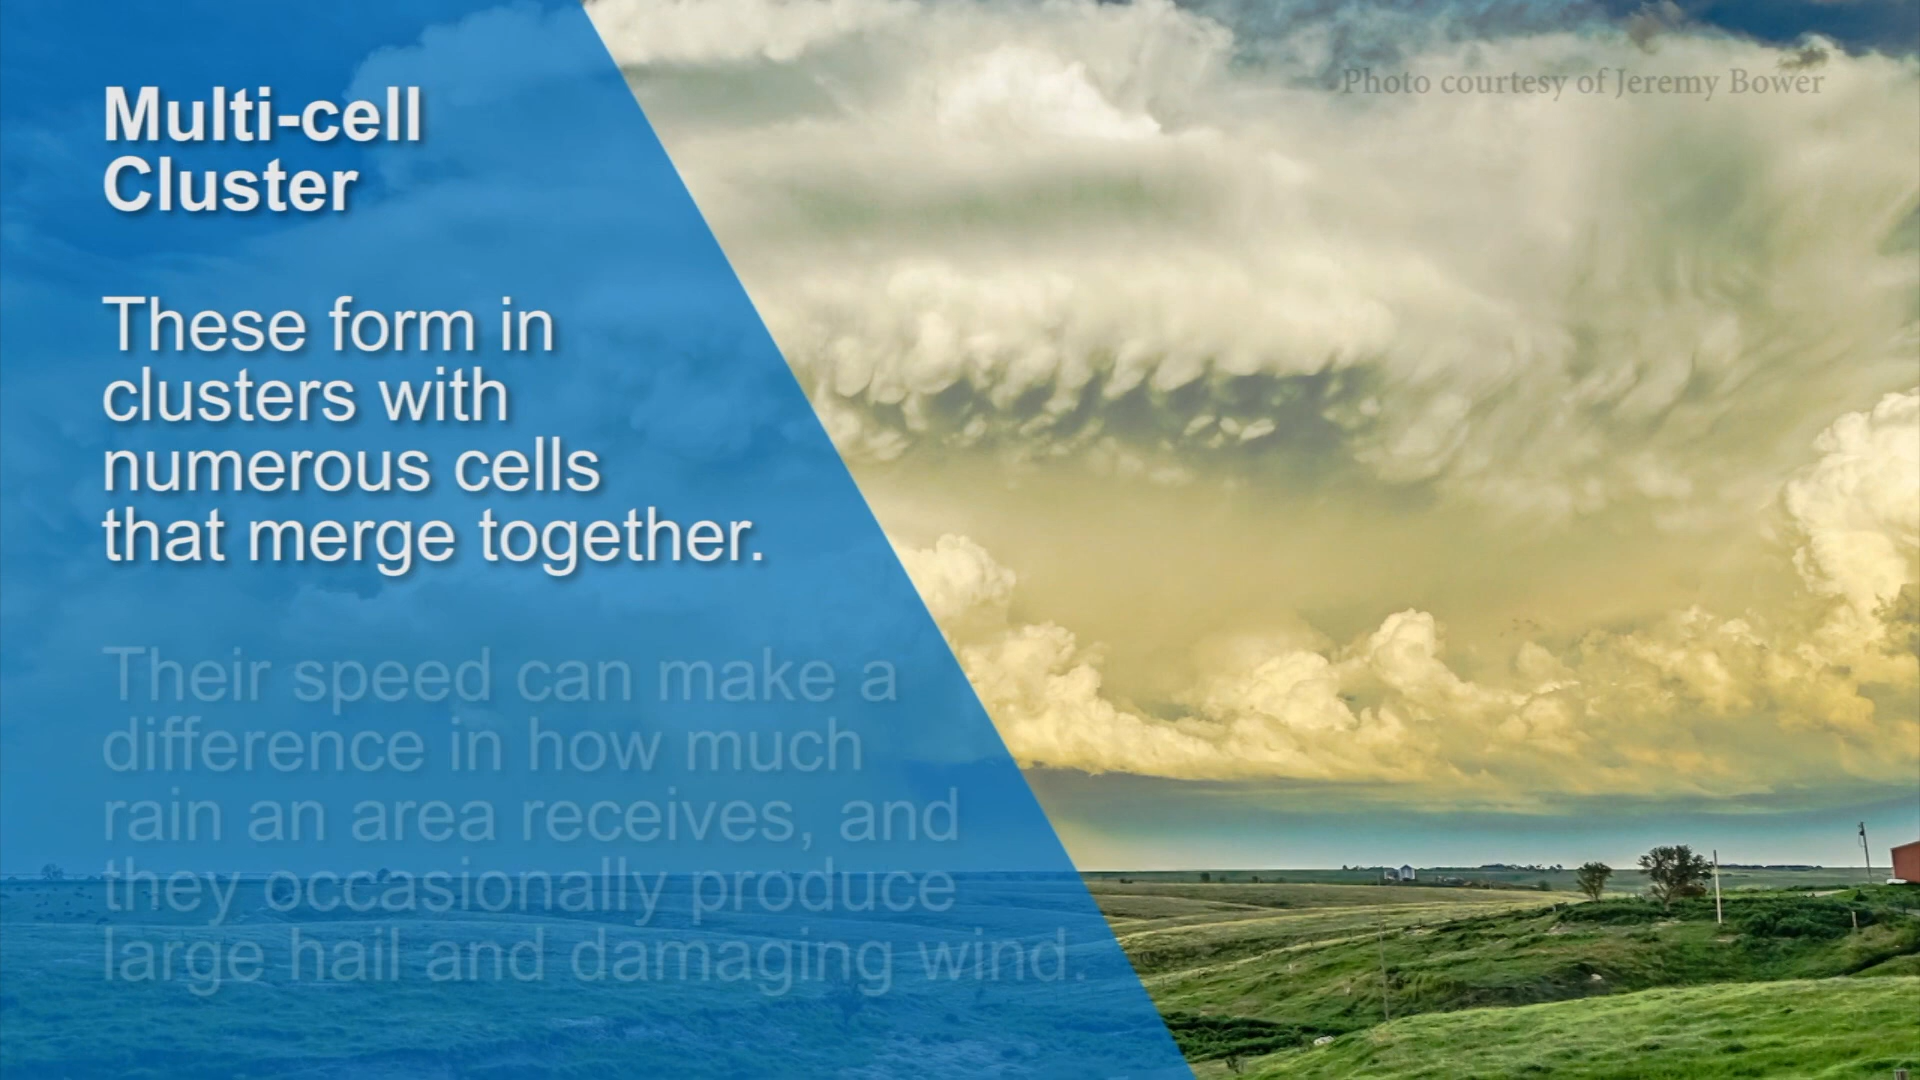 Photo courtesy of Jeremy Bower
Multi-cell
Cluster
These form in
clusters with
numerous cells
that merge together.
Their speed can make a
difference in how much
rain an area receives, and
they occasionally produce
large hail and damaging wind.